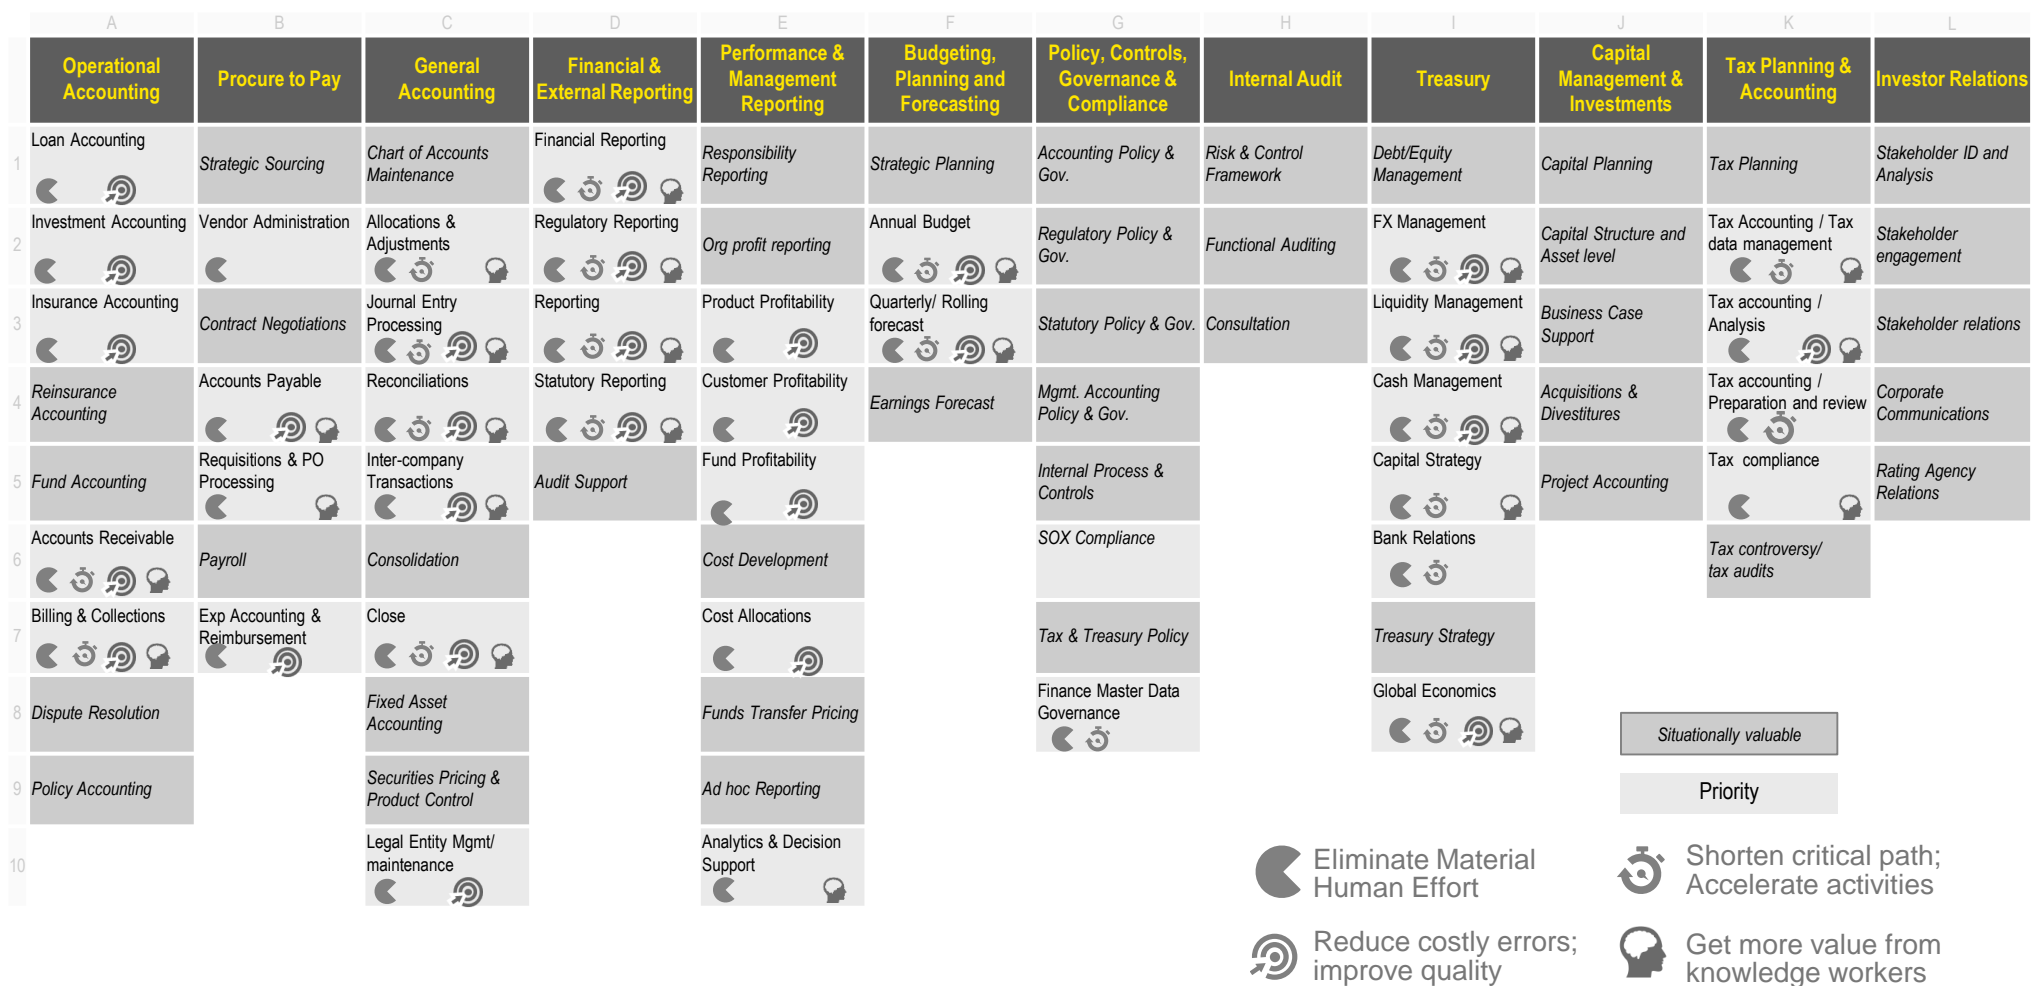 A B C D E F G H I J K L
Operational
Accounting
Procure to Pay
General
Accounting
Financial &
External Reporting
Performance &
Management
Reporting
Budgeting,
Planning and
Forecasting
Policy, Controls,
Governance &
Compliance
Internal Audit
Treasury
Capital
Management &
Investments
Tax Planning &
Accounting
Investor Relations
1
Loan Accounting
Strategic Sourcing
Chart of Accounts
Maintenance
Financial Reporting
Responsibility
Reporting
Strategic Planning
Accounting Policy &
Gov.
Risk & Control
Framework
Debt/Equity
Management
Capital Planning
Tax Planning
Stakeholder ID and
Analysis
2
Investment Accounting
Vendor Administration
Allocations &
Adjustments
Regulatory Reporting
Org profit reporting
Annual Budget
Regulatory Policy &
Gov.
Functional Auditing
FX Management
Capital Structure and
Asset level
Tax Accounting / Tax
data management
Stakeholder
engagement
3
Insurance Accounting
Contract Negotiations
Journal Entry
Processing
Reporting
Product Profitability
Quarterly/ Rolling
forecast
Statutory Policy & Gov.
Consultation
Liquidity Management
Business Case
Support
Tax accounting /
Analysis
Stakeholder relations
4
Reinsurance
Accounting
Accounts Payable
Reconciliations
Statutory Reporting
Customer Profitability
Earnings Forecast
Mgmt. Accounting
Policy & Gov.
Cash Management
Acquisitions &
Divestitures
Tax accounting /
Preparation and review
Corporate
Communications
5
Fund Accounting
Requisitions & PO
Processing
Inter-company
Transactions
Audit Support
Fund Profitability
Internal Process &
Controls
Capital Strategy
Project Accounting
Tax compliance
Rating Agency
Relations
6
Accounts Receivable
Payroll
Consolidation
Cost Development
SOX Compliance
Bank Relations
Tax controversy/
tax audits
7
Billing & Collections
Exp Accounting &
Reimbursement
Close
Cost Allocations
Tax & Treasury Policy
Treasury Strategy
8
Dispute Resolution
Fixed Asset
Accounting
Funds Transfer Pricing
Finance Master Data
Governance
Global Economics
9
Policy Accounting
Securities Pricing &
Product Control
Ad hoc Reporting
10
Legal Entity Mgmt/
maintenance
Analytics & Decision
Support
Situationally valuable
Priority
Eliminate Material
Human Effort
Shorten critical path;
Accelerate activities
Reduce costly errors;
improve quality
Get more value from
knowledge workers